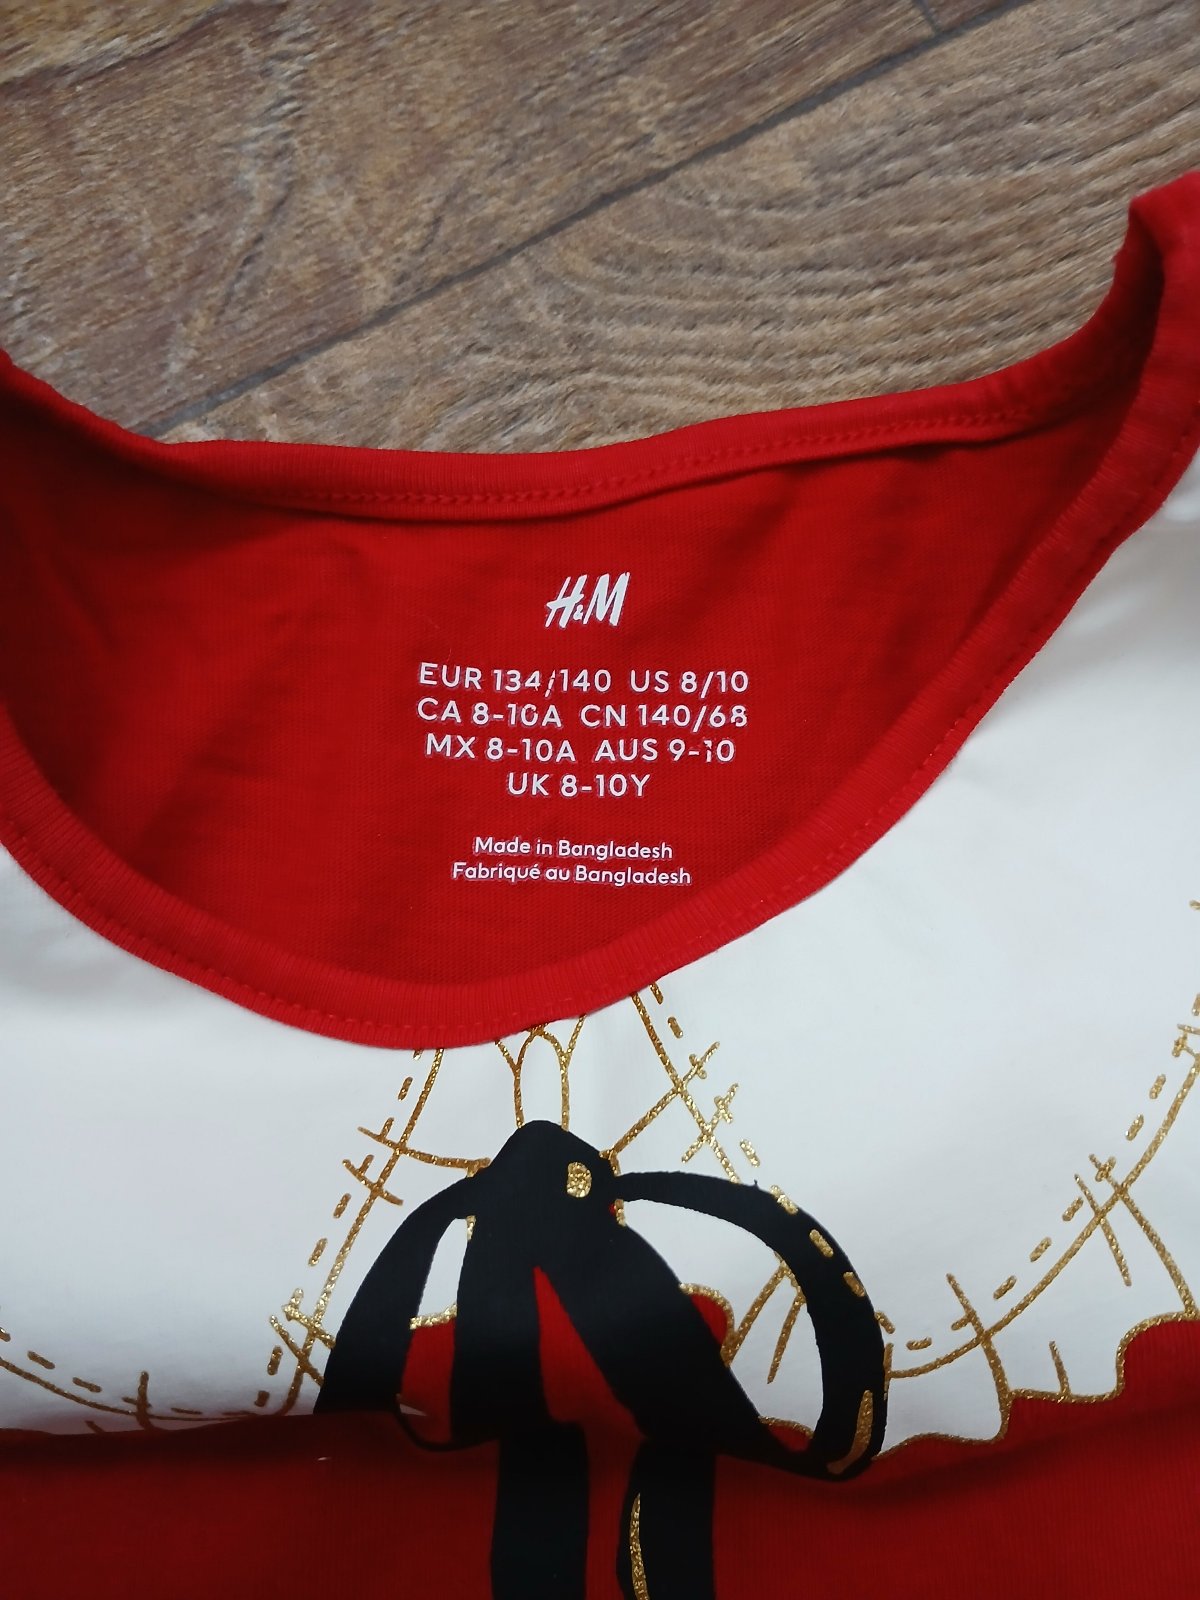 H&M
EUR 134/140 US 8/10
CA 8-10A CN 140/68
MX 8-10A AUS 9-10
UK 8-10Y
Made in Bangladesh
Fabriqué au Bangladesh